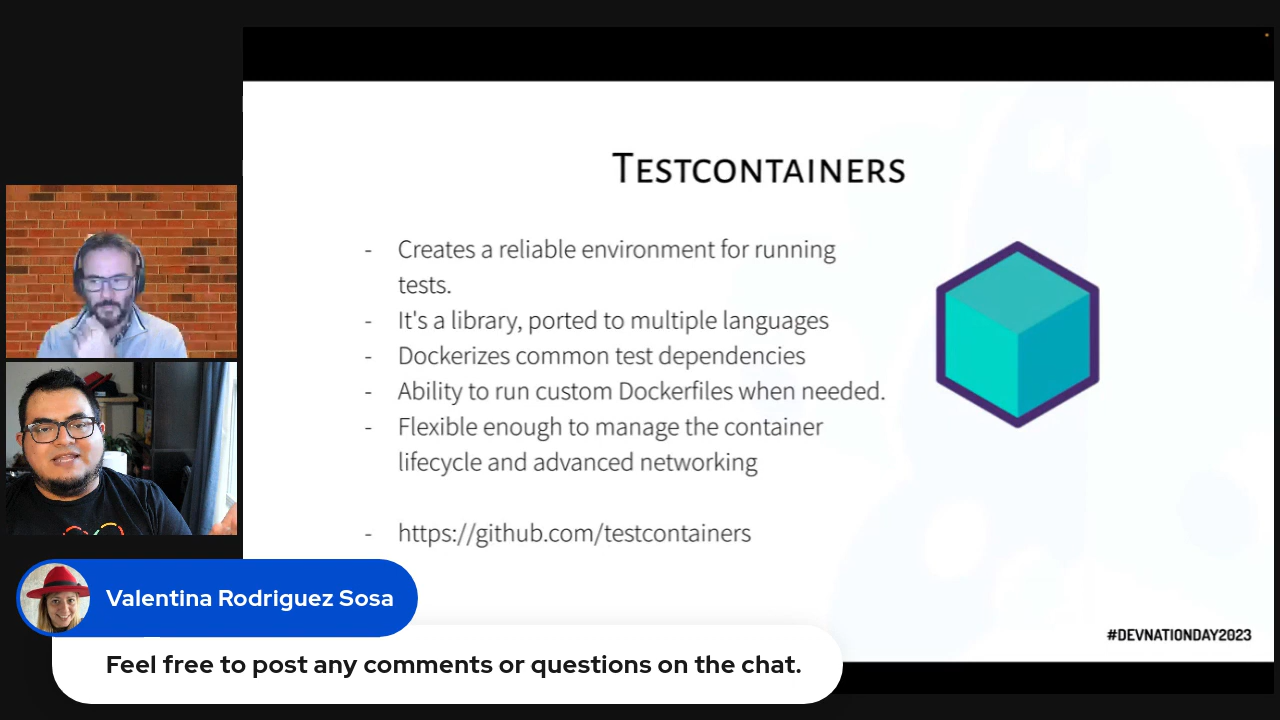 TESTCONTAINERS
- Creates a reliable environment for running
tests.
- It's a library, ported to multiple languages
- Dockerizes common test dependencies
- Ability to run custom Dockerfiles when needed.
- Flexible enough to manage the container
lifecycle and advanced networking
- https://github.com/testcontainers
#DEVNATIONDAY2023
Valentina Rodriguez Sosa
Feel free to post any comments or questions on the chat.